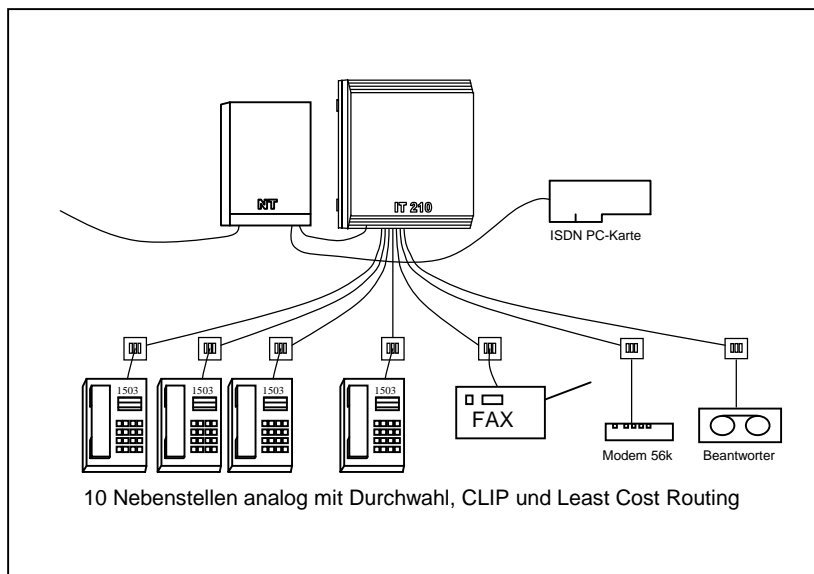 NT
IT 210
ISDN PC-Karte
1503
1503
1503
1503
FAX
Modem 56k
Beantworter
10 Nebenstellen analog mit Durchwahl, CLIP und Least Cost Routing